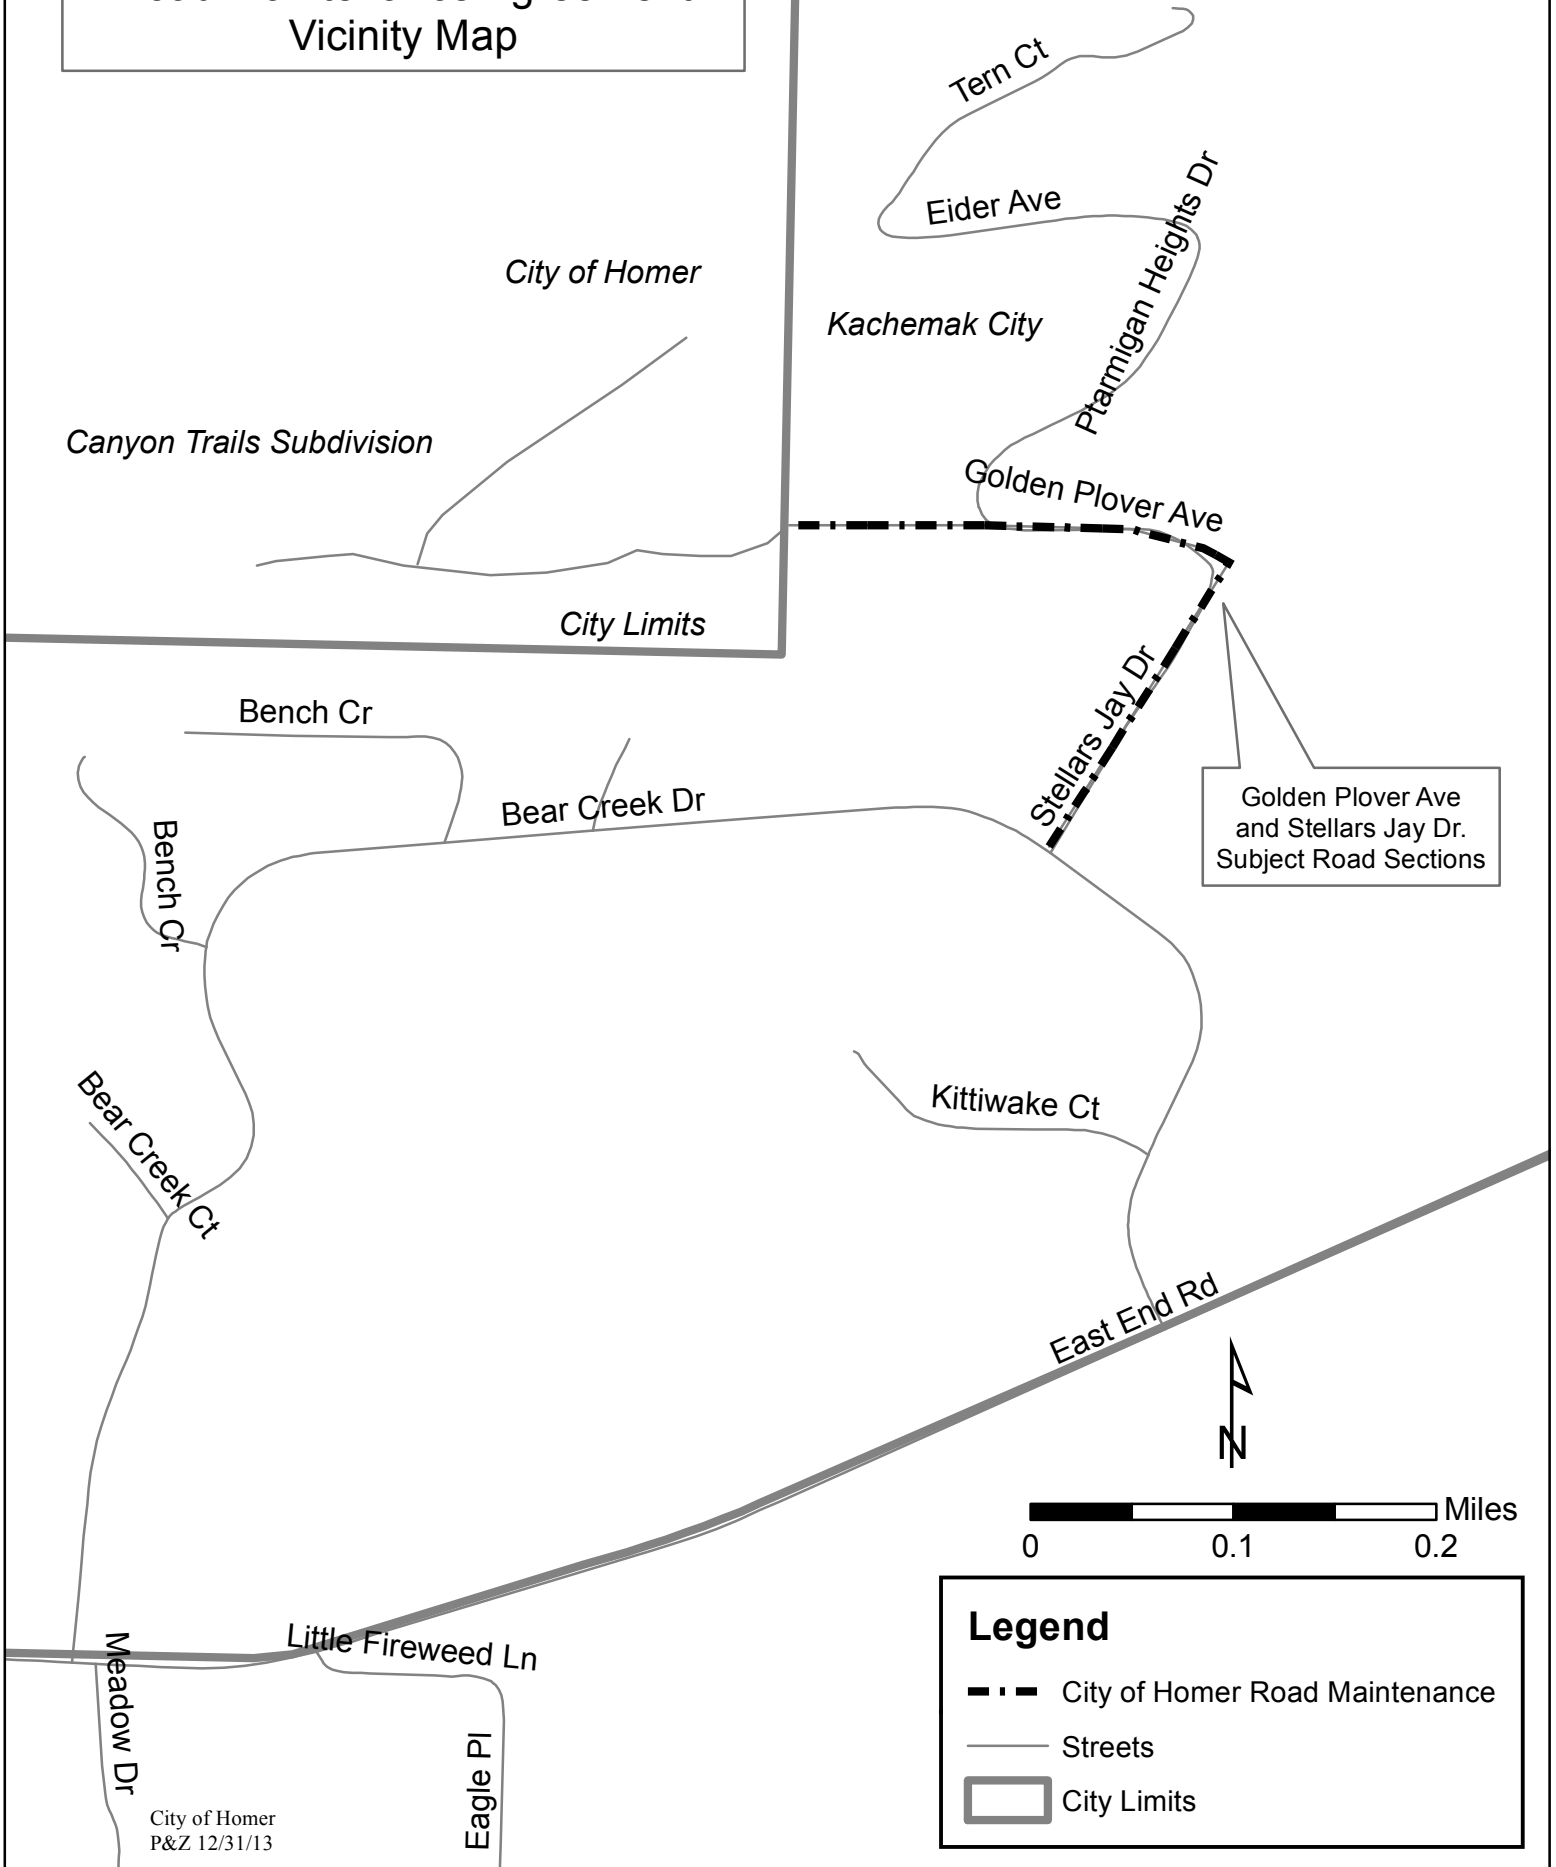 Vicinity Map
Tern Ct
Eider Ave
Ptarmigan Heights Dr
City of Homer
Kachemak City
Canyon Trails Subdivision
Golden Plover Ave
City Limits
Stellars Jay Dr
Bench Cr
Bear Creek Dr
Golden Plover Ave
and Stellars Jay Dr.
Subject Road Sections
Bench Cr
Bear Creek Ct
Kittiwake Ct
East End Rd
N
Miles
0 0.1 0.2
Little Fireweed Ln
Meadow Dr
Eagle Pl
Legend
City of Homer Road Maintenance
Streets
City Limits
City of Homer
P&Z 12/31/13